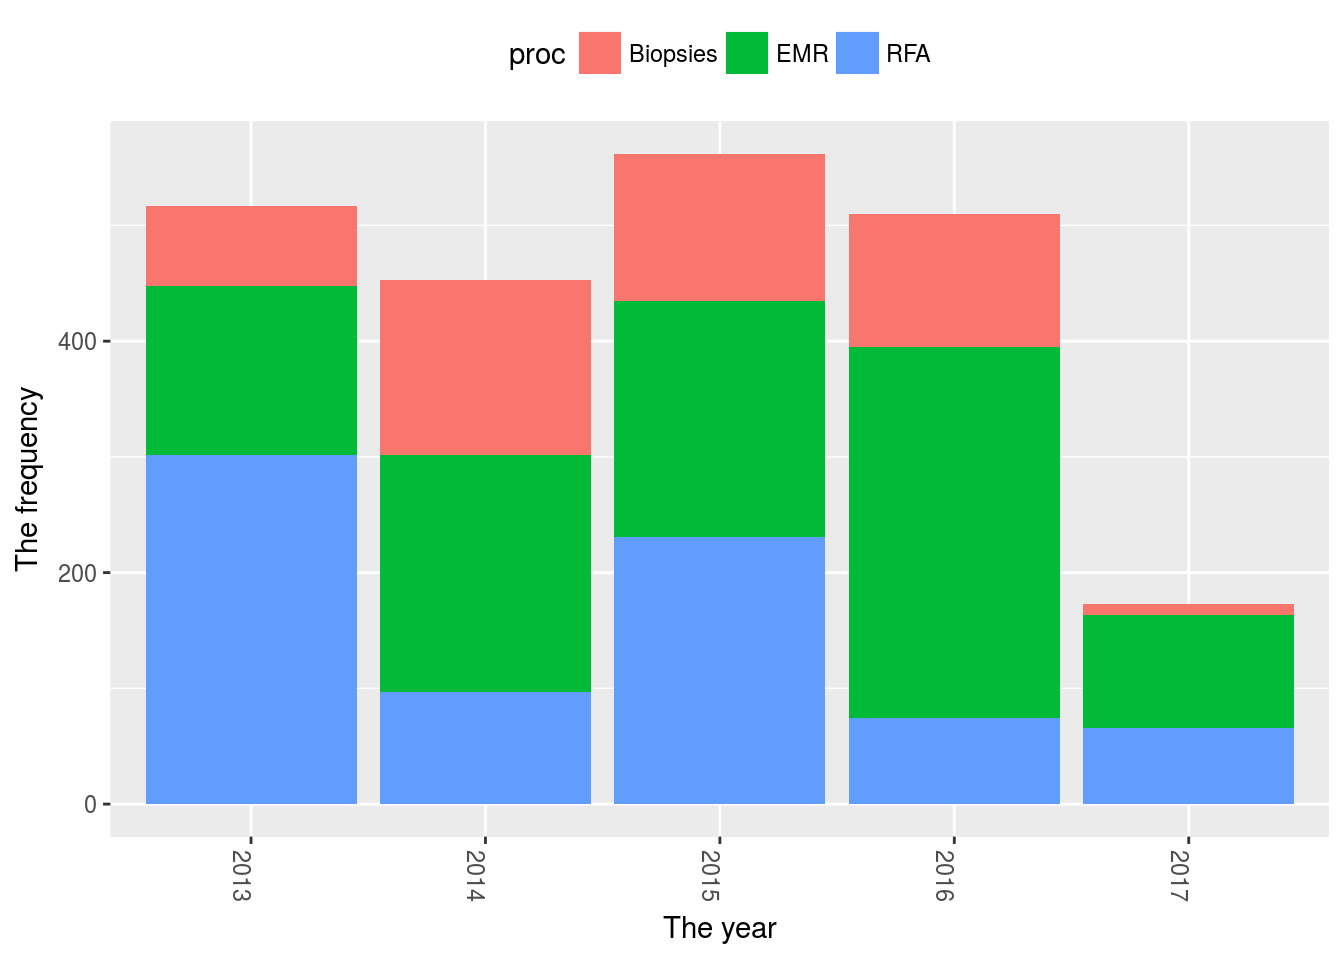 proc Biopsies EMR RFA
The frequency
400
200
0
2013 2014 2015 2016 2017
The year